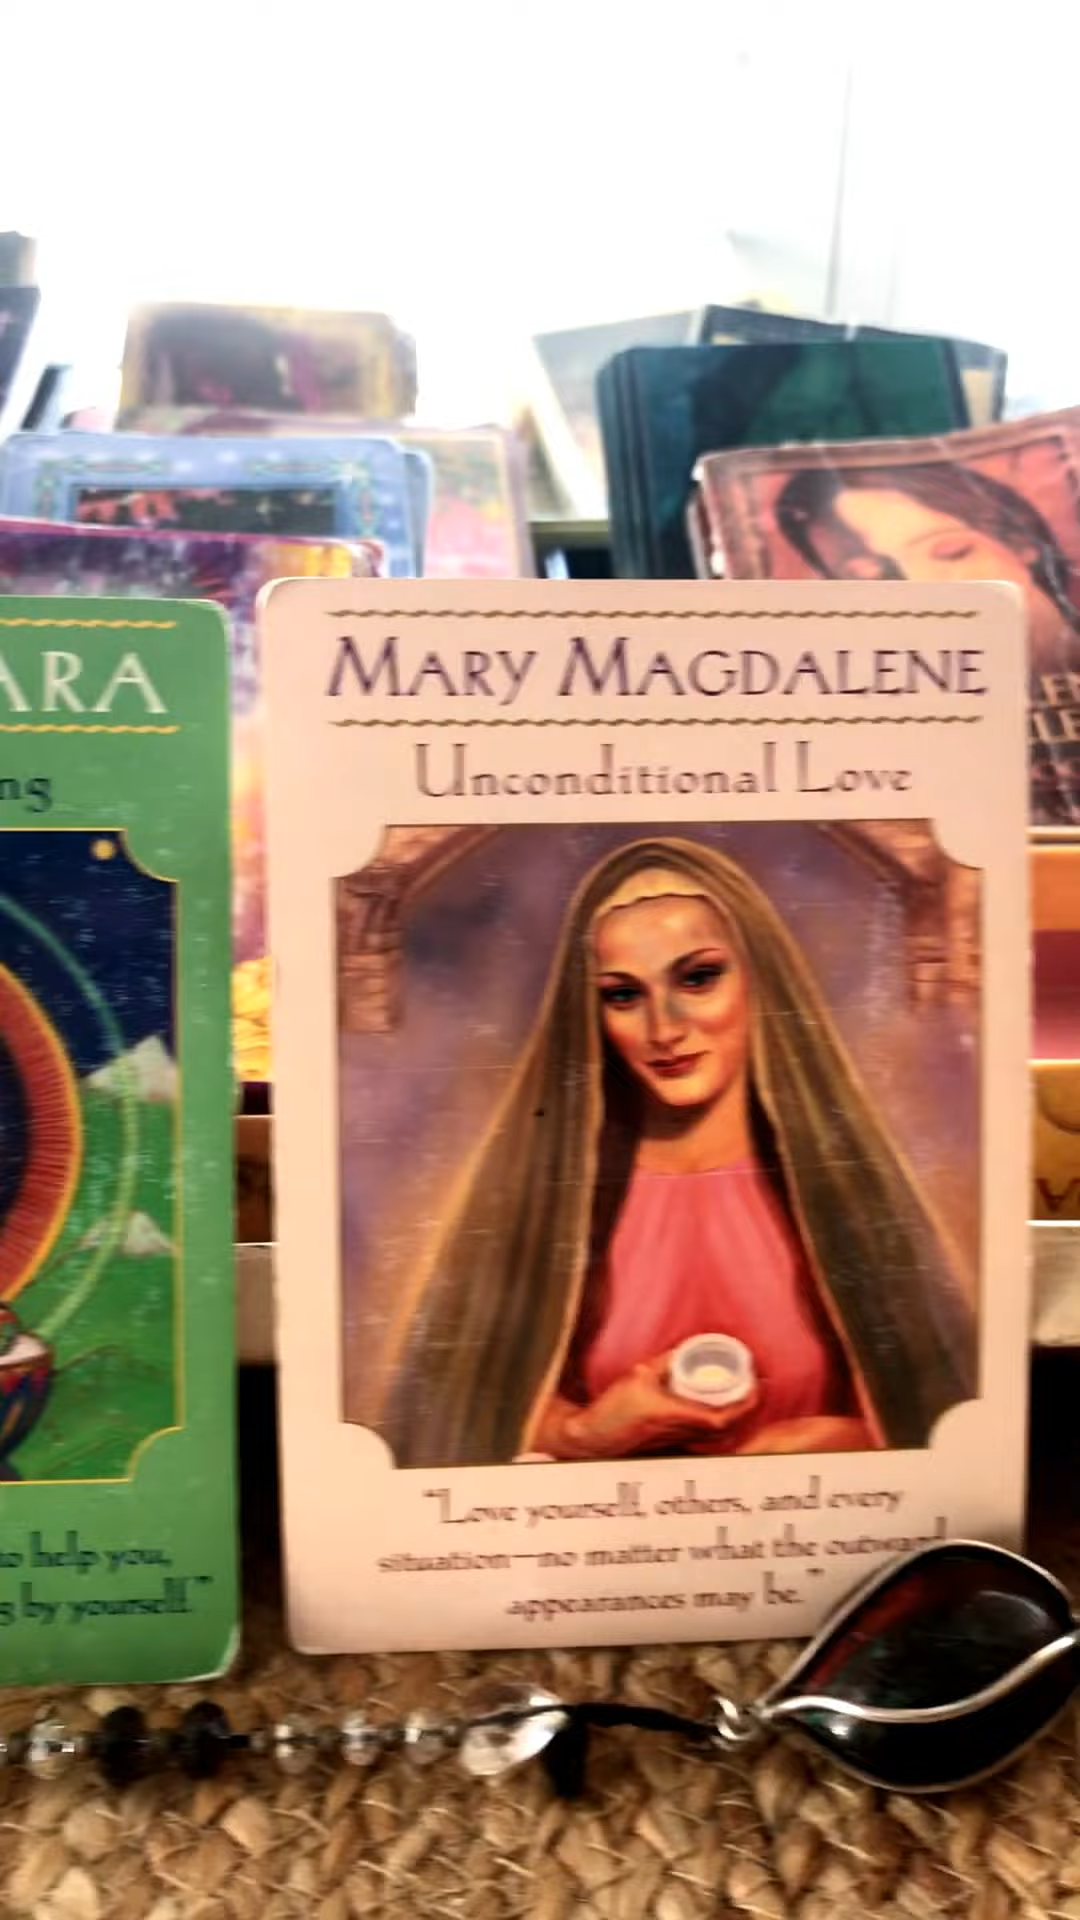 ARA
ng
to help you,
s by yourself."
MARY MAGDALENE
Unconditional Love
"Love yourself, others, and every
situation—no matter what the outward
appearances may be."